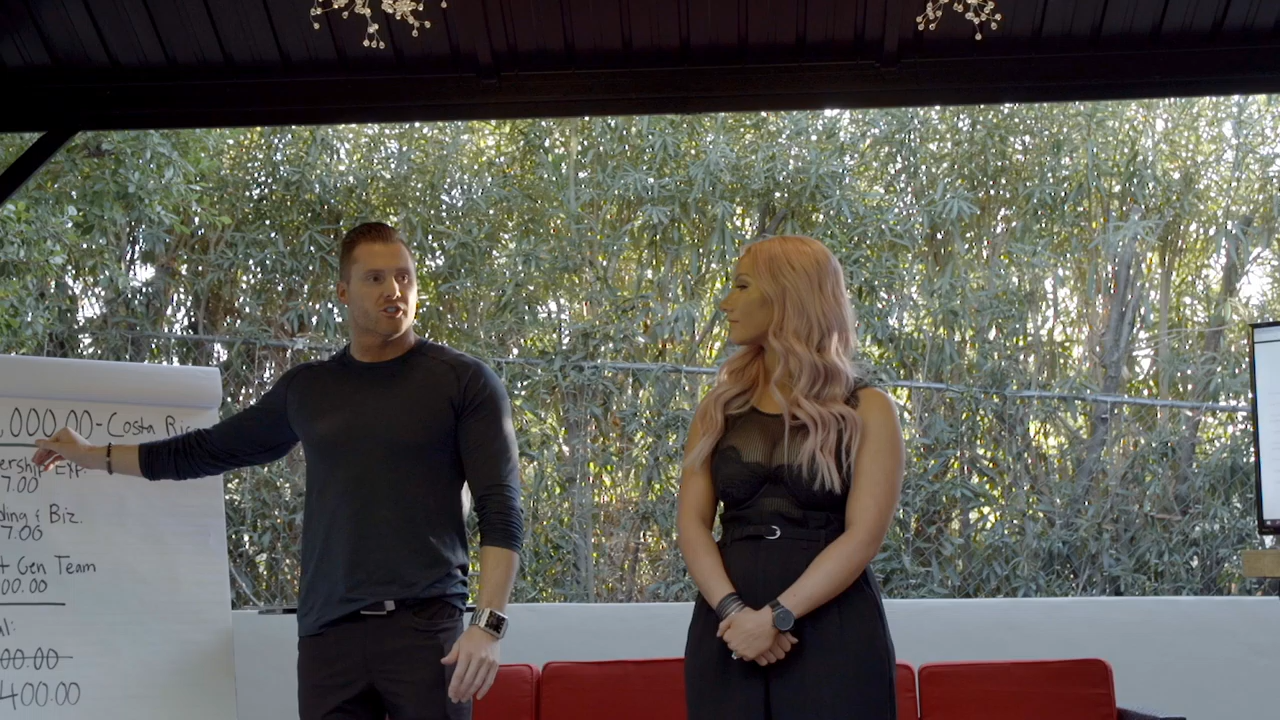 ,000.00-Costa Ric
ership Exp.
7.00
ding & Biz.
7.00
t Gen Team
00.00
al:
00.00
400.00